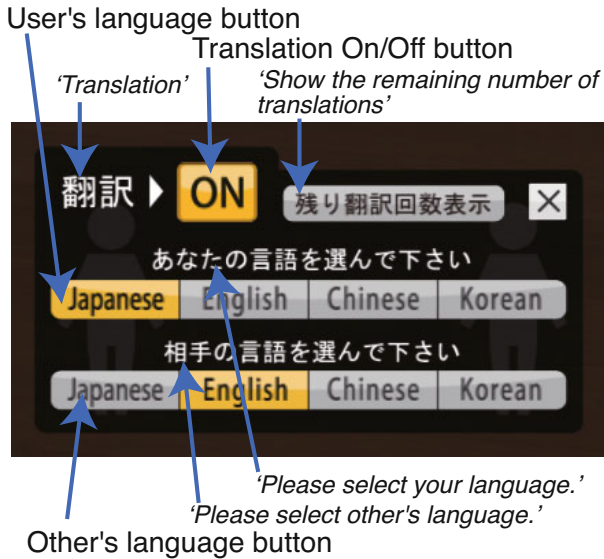 User's language button
Translation On/Off button
'Translation'
'Show the remaining number of
translations'
翻訳 ON 残り翻訳回数表示
あなたの言語を選んで下さい
Japanese English Chinese Korean
相手の言語を選んで下さい
Japanese English Chinese Korean
'Please select your language.'
'Please select other's language.'
Other's language button